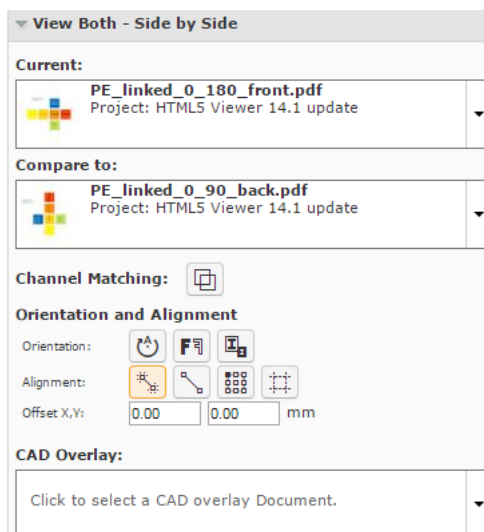 View Both - Side by Side
Current:
PE_linked_0_180_front.pdf
Project: HTML5 Viewer 14.1 update
Compare to:
PE_linked_0_90_back.pdf
Project: HTML5 Viewer 14.1 update
Channel Matching:
Orientation and Alignment
Orientation:
Alignment:
Offset X,Y: 0.00 0.00 mm
CAD Overlay:
Click to select a CAD overlay Document.